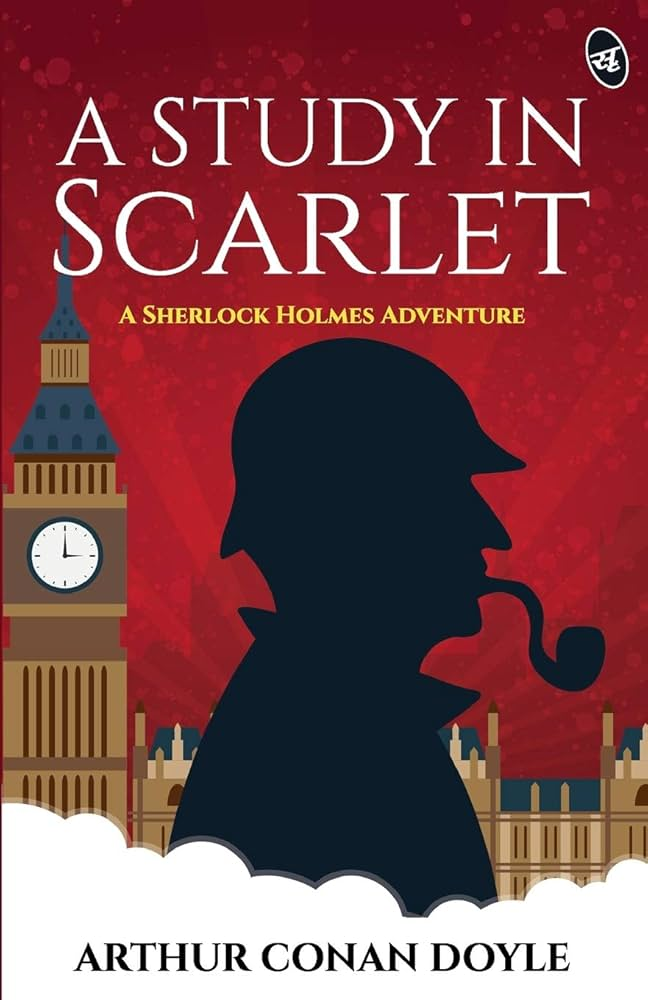 सृ
A STUDY IN
SCARLET
A SHERLOCK HOLMES ADVENTURE
ARTHUR CONAN DOYLE